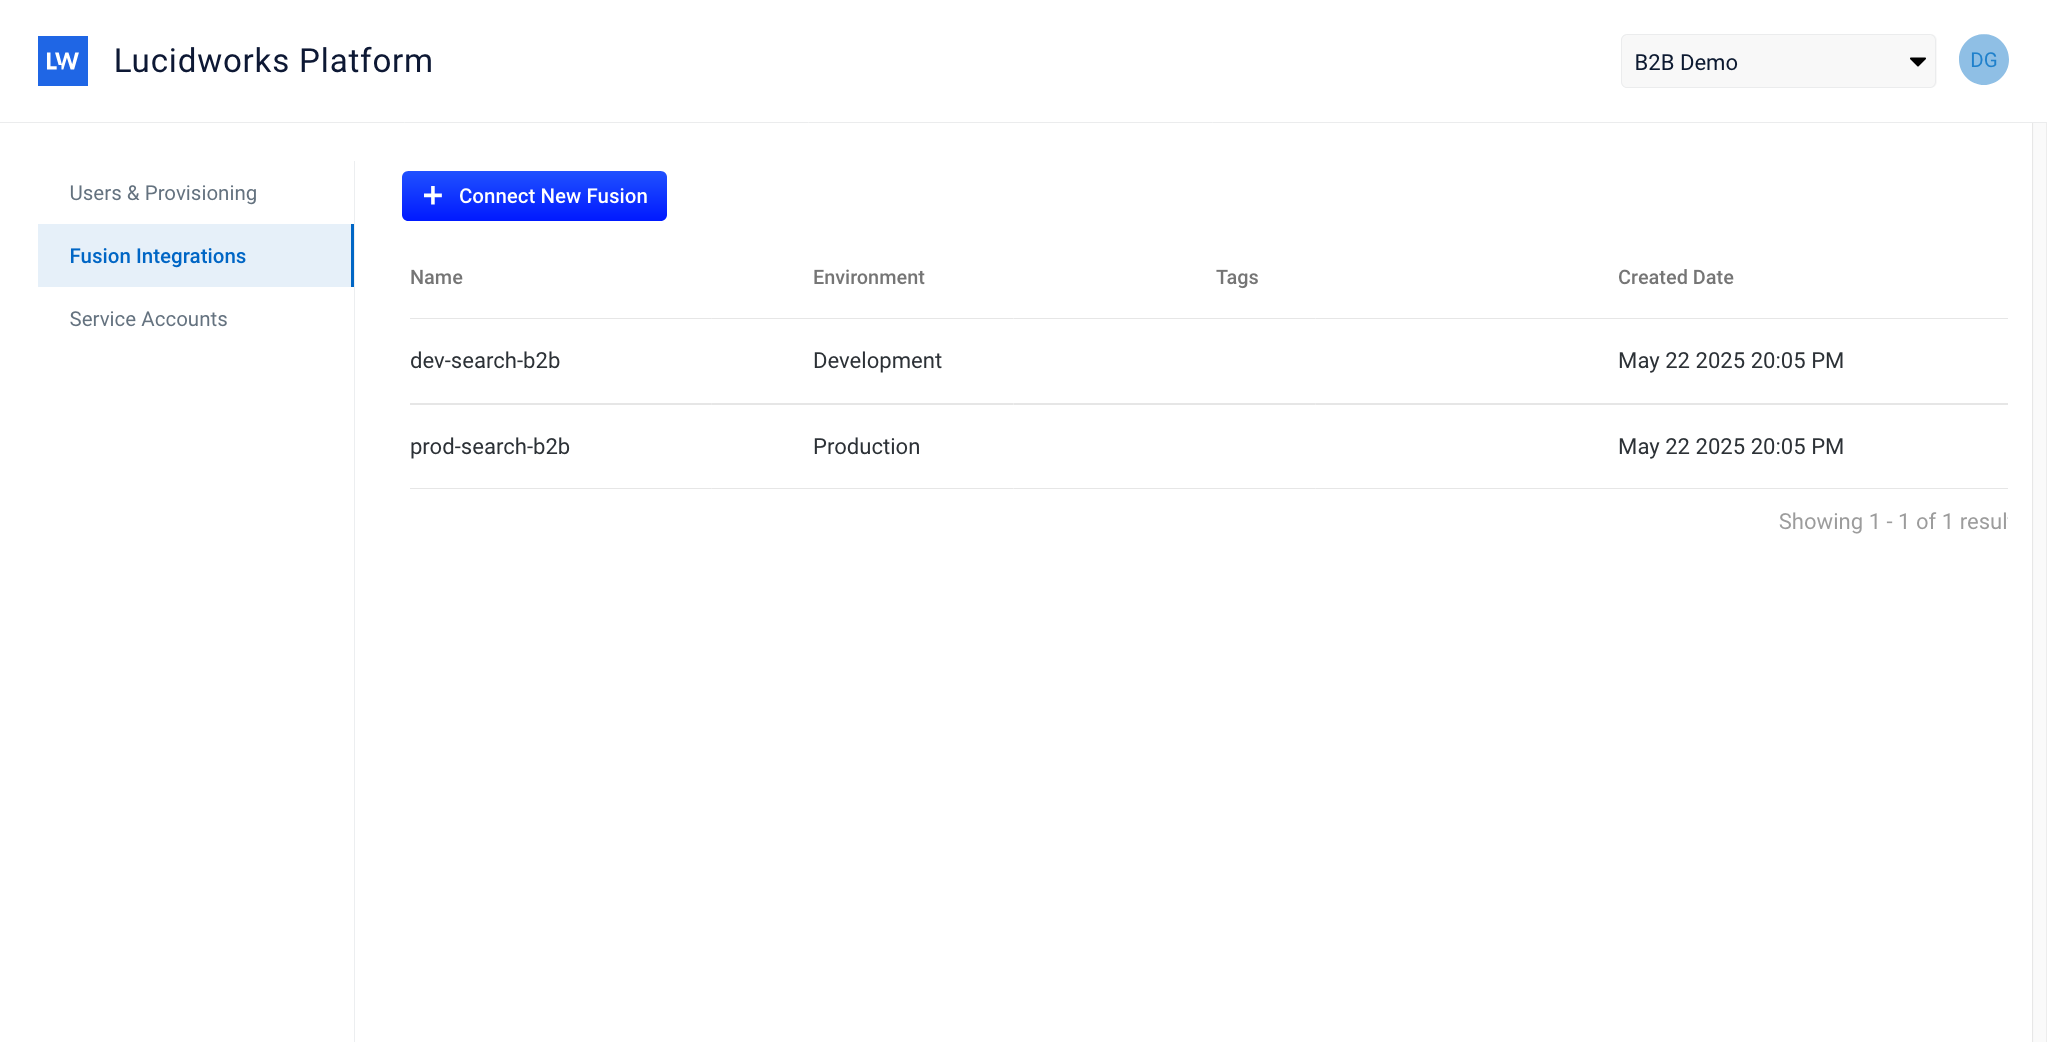 LW Lucidworks Platform
B2B Demo
DG
Users & Provisioning
Fusion Integrations
Service Accounts
+ Connect New Fusion
Name Environment Tags Created Date
dev-search-b2b Development May 22 2025 20:05 PM
prod-search-b2b Production May 22 2025 20:05 PM
Showing 1 - 1 of 1 resul